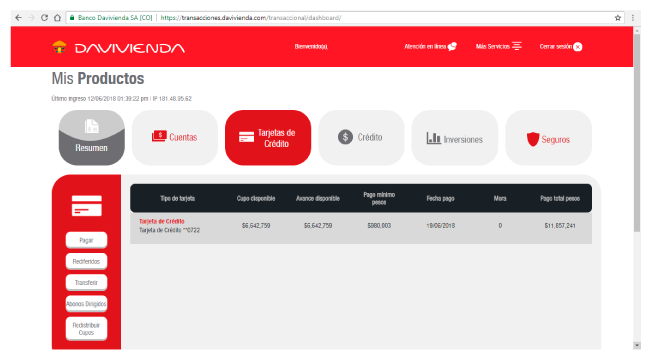 Banco Davivienda SA [CO] | https://transacciones.davivienda.com/transaccional/dashboard/
DAVIVIENDA
Bienvenido(a),
Atención en línea
Más Servicios
Cerrar sesión
Mis Productos
Último ingreso 12/06/2018 01:39:22 pm | IP 181.48.95.62
Resumen
Cuentas
Tarjetas de
Crédito
Crédito
Inversiones
Seguros
Tipo de tarjeta
Cupo disponible
Avance disponible
Pago mínimo
pesos
Fecha pago
Mora
Pago total pesos
Tarjeta de Crédito
Tarjeta de Crédito **0722
$6,642,759
$6,642,759
$980,003
19/06/2018
0
$11,857,241
Pagar
Rediferidos
Transferir
Abonos Dirigidos
Redistribuir
Cupos